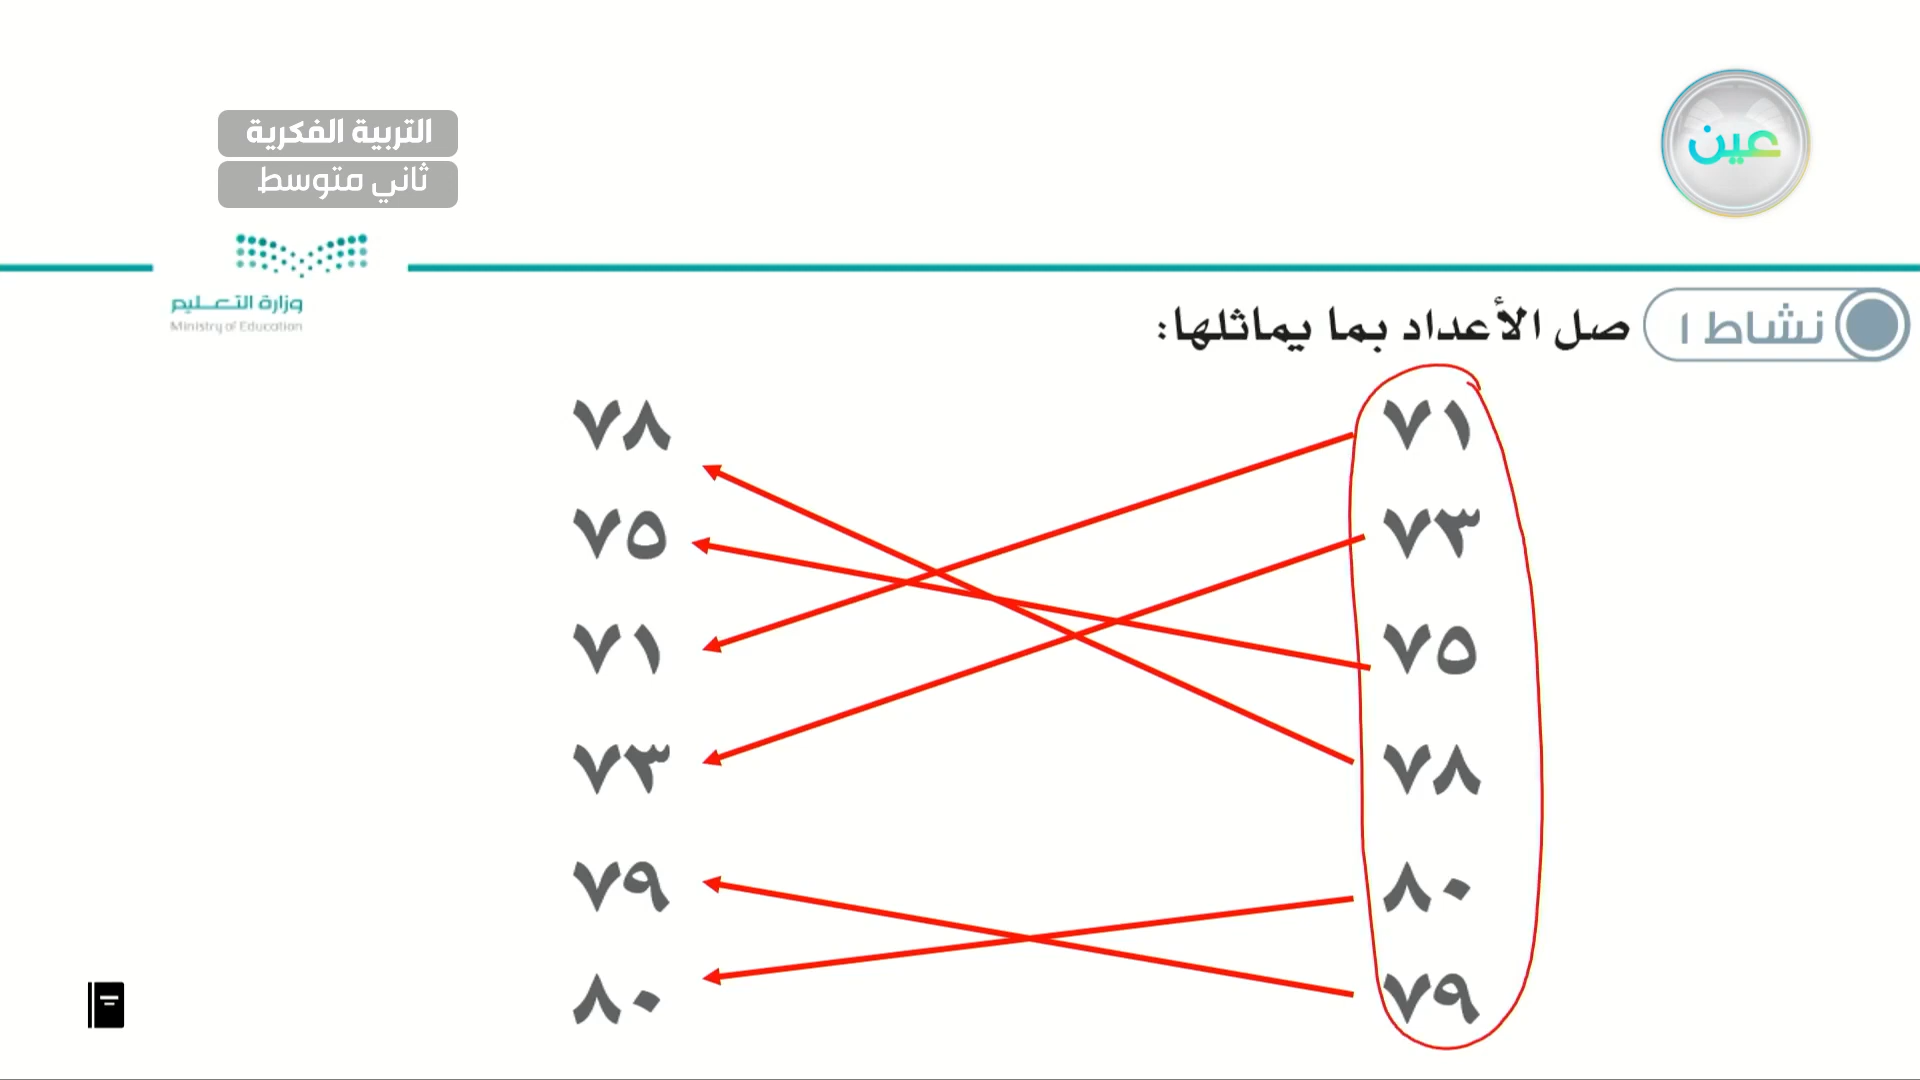 التربية الفكرية
ثاني متوسط
عين
وزارة التعليم
Ministry of Education
نشاط ١ صل الأعداد بما يماثلها:
٧١ ٧٨
٧٣ ٧٥
٧٥ ٧١
٧٨ ٧٣
٨٠ ٧٩
٧٩ ٨٠